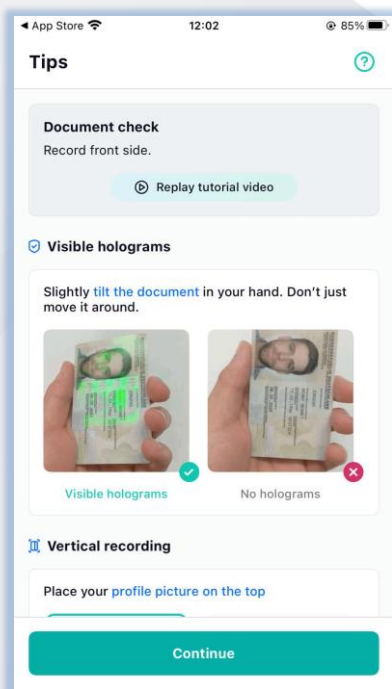 App Store
12:02
85%
Tips
?
Document check
Record front side.
Replay tutorial video
Visible holograms
Slightly tilt the document in your hand. Don't just
move it around.
Visible holograms
No holograms
Vertical recording
Place your profile picture on the top
Continue